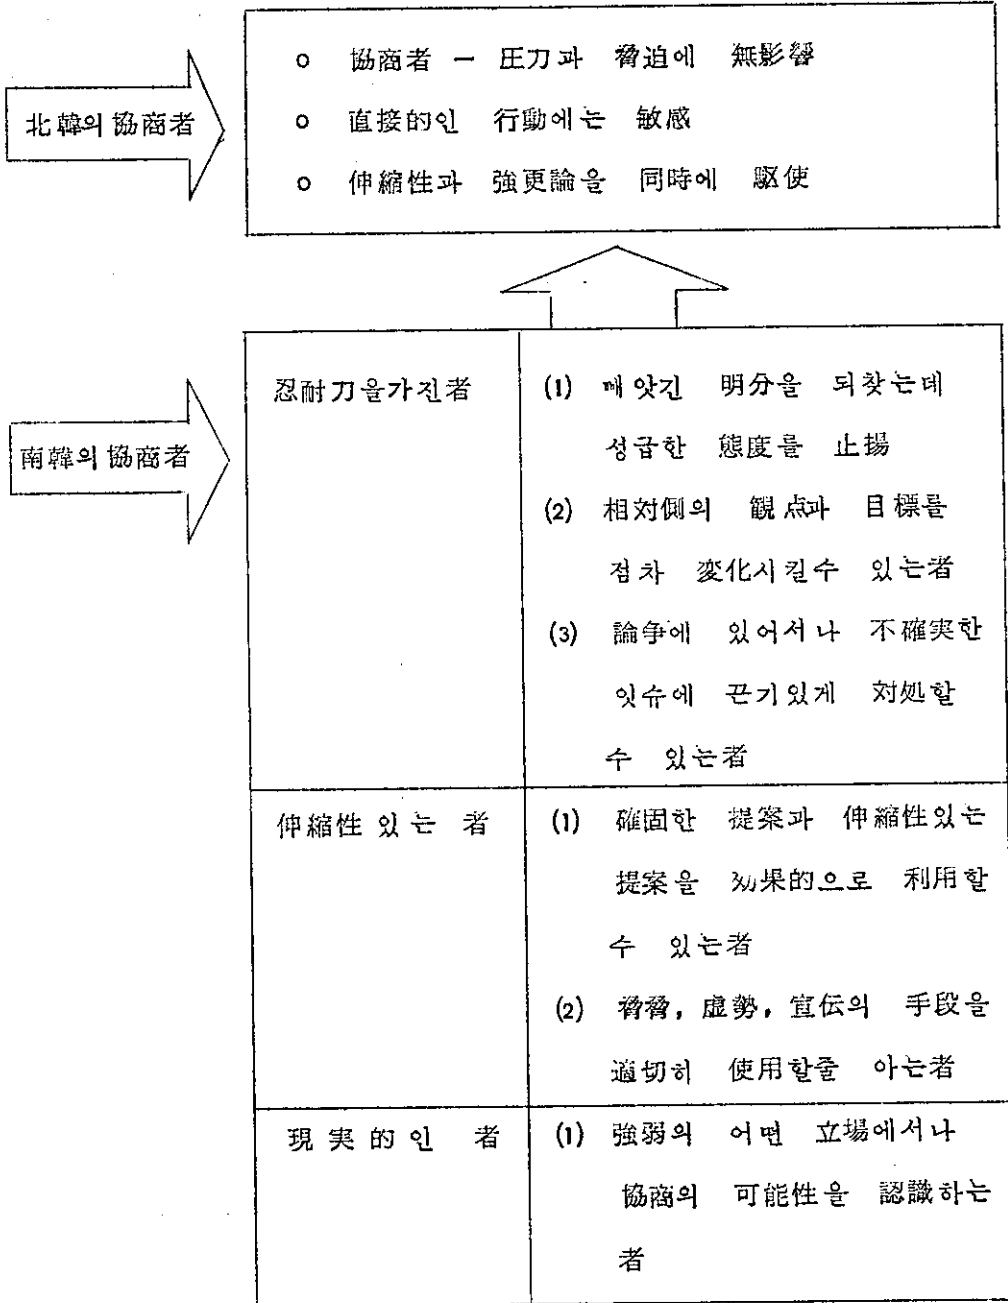 北韓의 協商者
o 協商者 — 圧力과 脅迫에 無影響
o 直接的인 行動에는 敏感
o 伸縮性과 強更論을 同時에 駆使
南韓의 協商者
忍耐力을가진者
(1) 빼앗긴 明分을 되찾는데
성급한 態度를 止揚
(2) 相対側의 観点과 目標를
점차 変化시킬수 있는者
(3) 論争에 있어서나 不確実한
잇슈에 끈기있게 対処할
수 있는者
伸縮性 있는 者
(1) 確固한 提案과 伸縮性있는
提案을 効果的으로 利用할
수 있는者
(2) 脅脅, 虚勢, 宣伝의 手段을
適切히 使用할줄 아는者
現実的인 者
(1) 強弱의 어떤 立場에서나
協商의 可能性을 認識하는
者